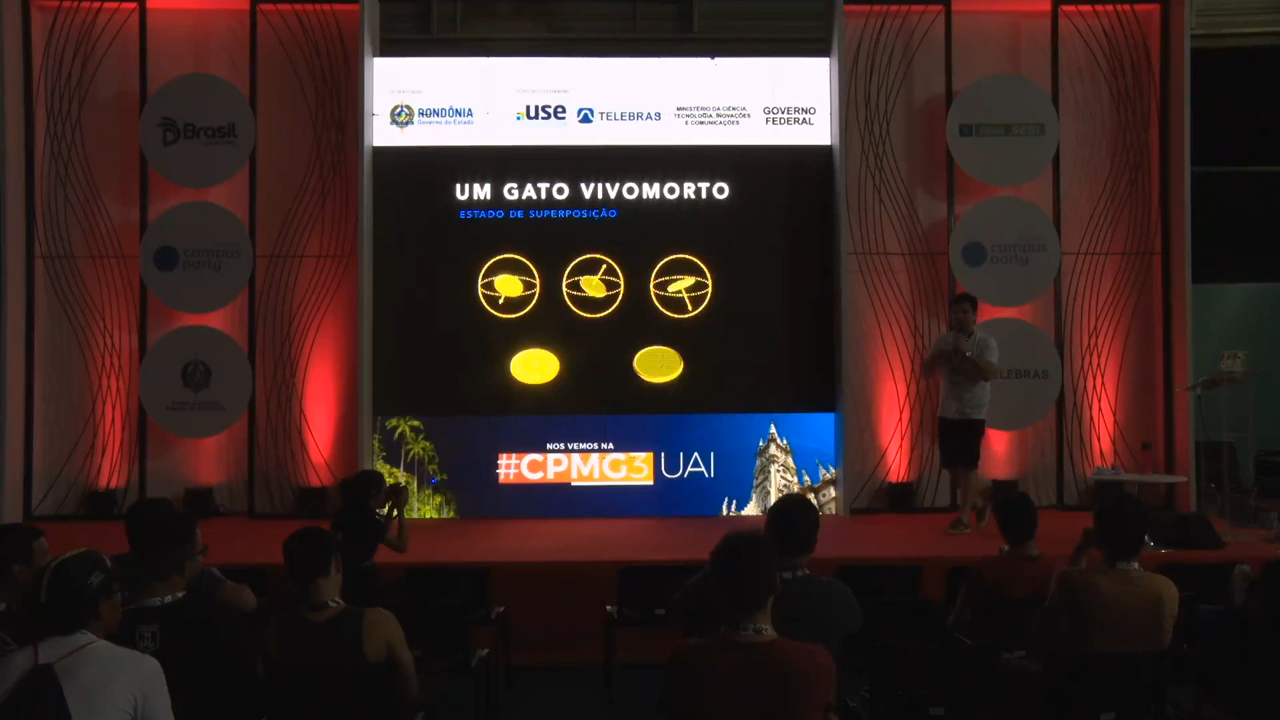 RONDÔNIA
Governo do Estado
use
TELEBRAS
MINISTÉRIO DA CIÊNCIA,
TECNOLOGIA, INOVAÇÕES
E COMUNICAÇÕES
GOVERNO
FEDERAL
Brasil
campus
party
campus
party
TELEBRAS
UM GATO VIVOMORTO
ESTADO DE SUPERPOSIÇÃO
NOS VEMOS NA
#CPMG3 UAI